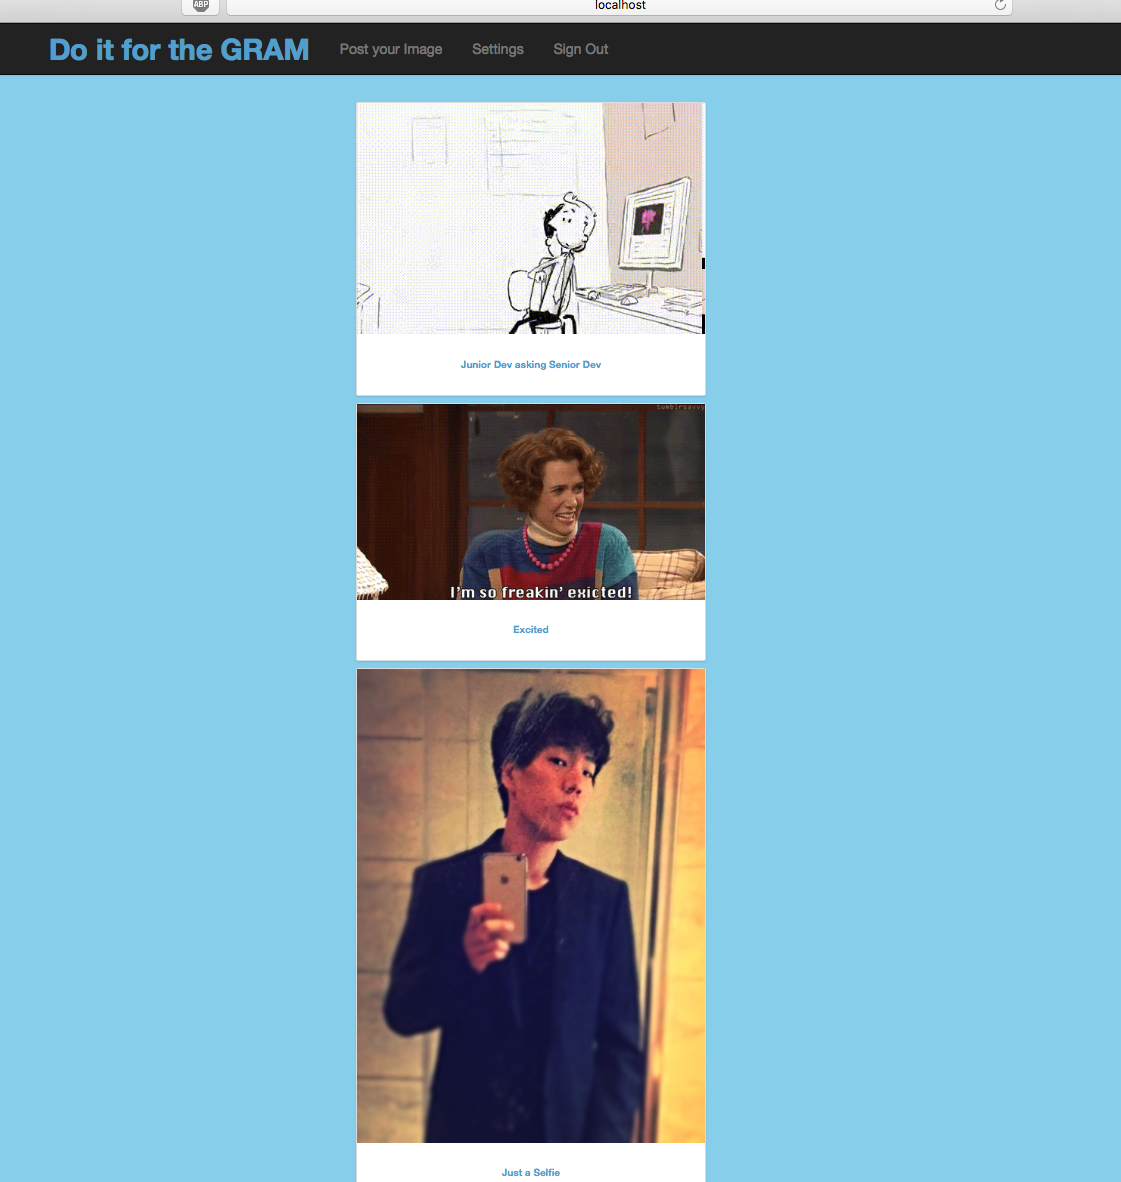 ABP
localhost
Do it for the GRAM
Post your Image
Settings
Sign Out
Junior Dev asking Senior Dev
tumblrsavvy
I'm so freakin' exicted!
Excited
Just a Selfie